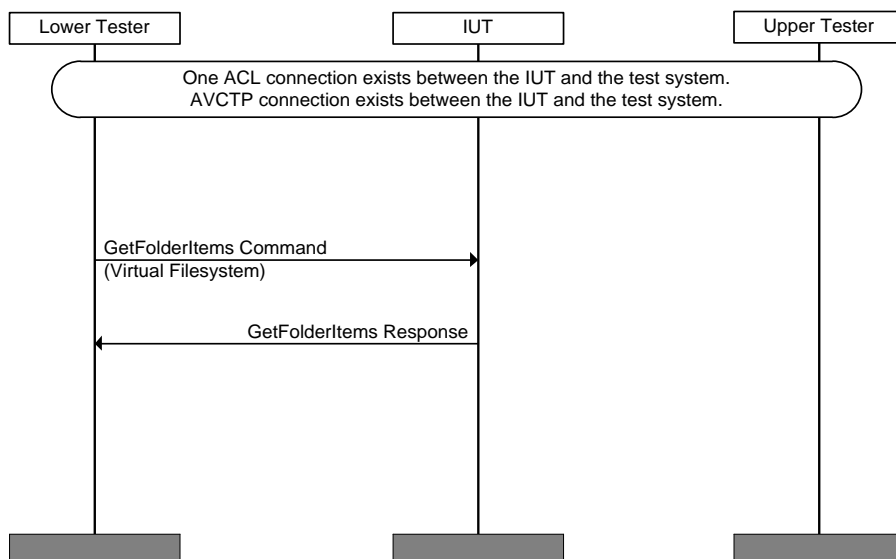 Lower Tester
IUT
Upper Tester
One ACL connection exists between the IUT and the test system.
AVCTP connection exists between the IUT and the test system.
GetFolderItems Command
(Virtual Filesystem)
GetFolderItems Response